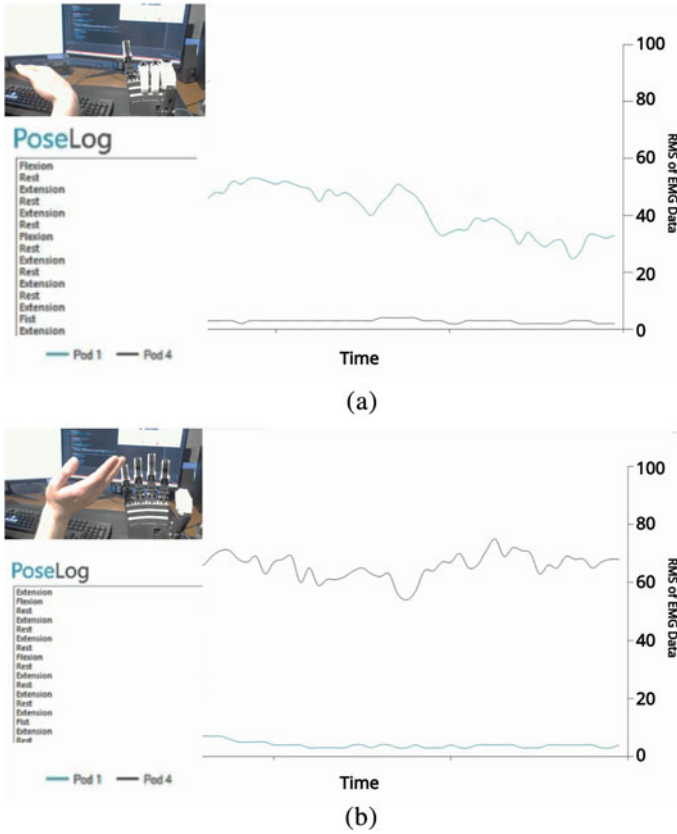 PoseLog
Flexion
Rest
Extension
Rest
Extension
Rest
Flexion
Rest
Extension
Rest
Extension
Rest
Extension
Fist
Extension
Pod 1 Pod 4
100
80
60
40
20
0
RMS of EMG Data
Time
(a)
PoseLog
Extension
Flexion
Rest
Extension
Rest
Extension
Rest
Flexion
Rest
Extension
Rest
Extension
Rest
Extension
Fist
Extension
Rest
Pod 1 Pod 4
100
80
60
40
20
0
RMS of EMG Data
Time
(b)